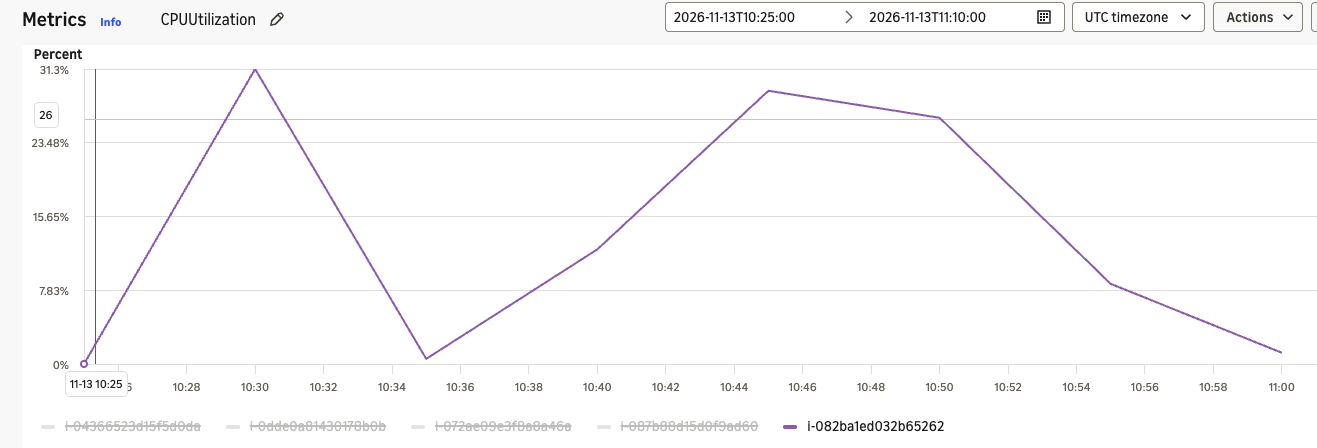 Metrics Info CPUUtilization 2026-11-13T10:25:00 2026-11-13T11:10:00 UTC timezone Actions
Percent
31.3%
26
23.48%
15.65%
7.83%
0%
11-13 10:25 6 10:28 10:30 10:32 10:34 10:36 10:38 10:40 10:42 10:44 10:46 10:48 10:50 10:52 10:54 10:56 10:58 11:00
i-04366523d15f5d0da i-0dde0a81430178b0b i-072ae09e3f8a8a46a i-087b88d15d0f9ad60 i-082ba1ed032b65262